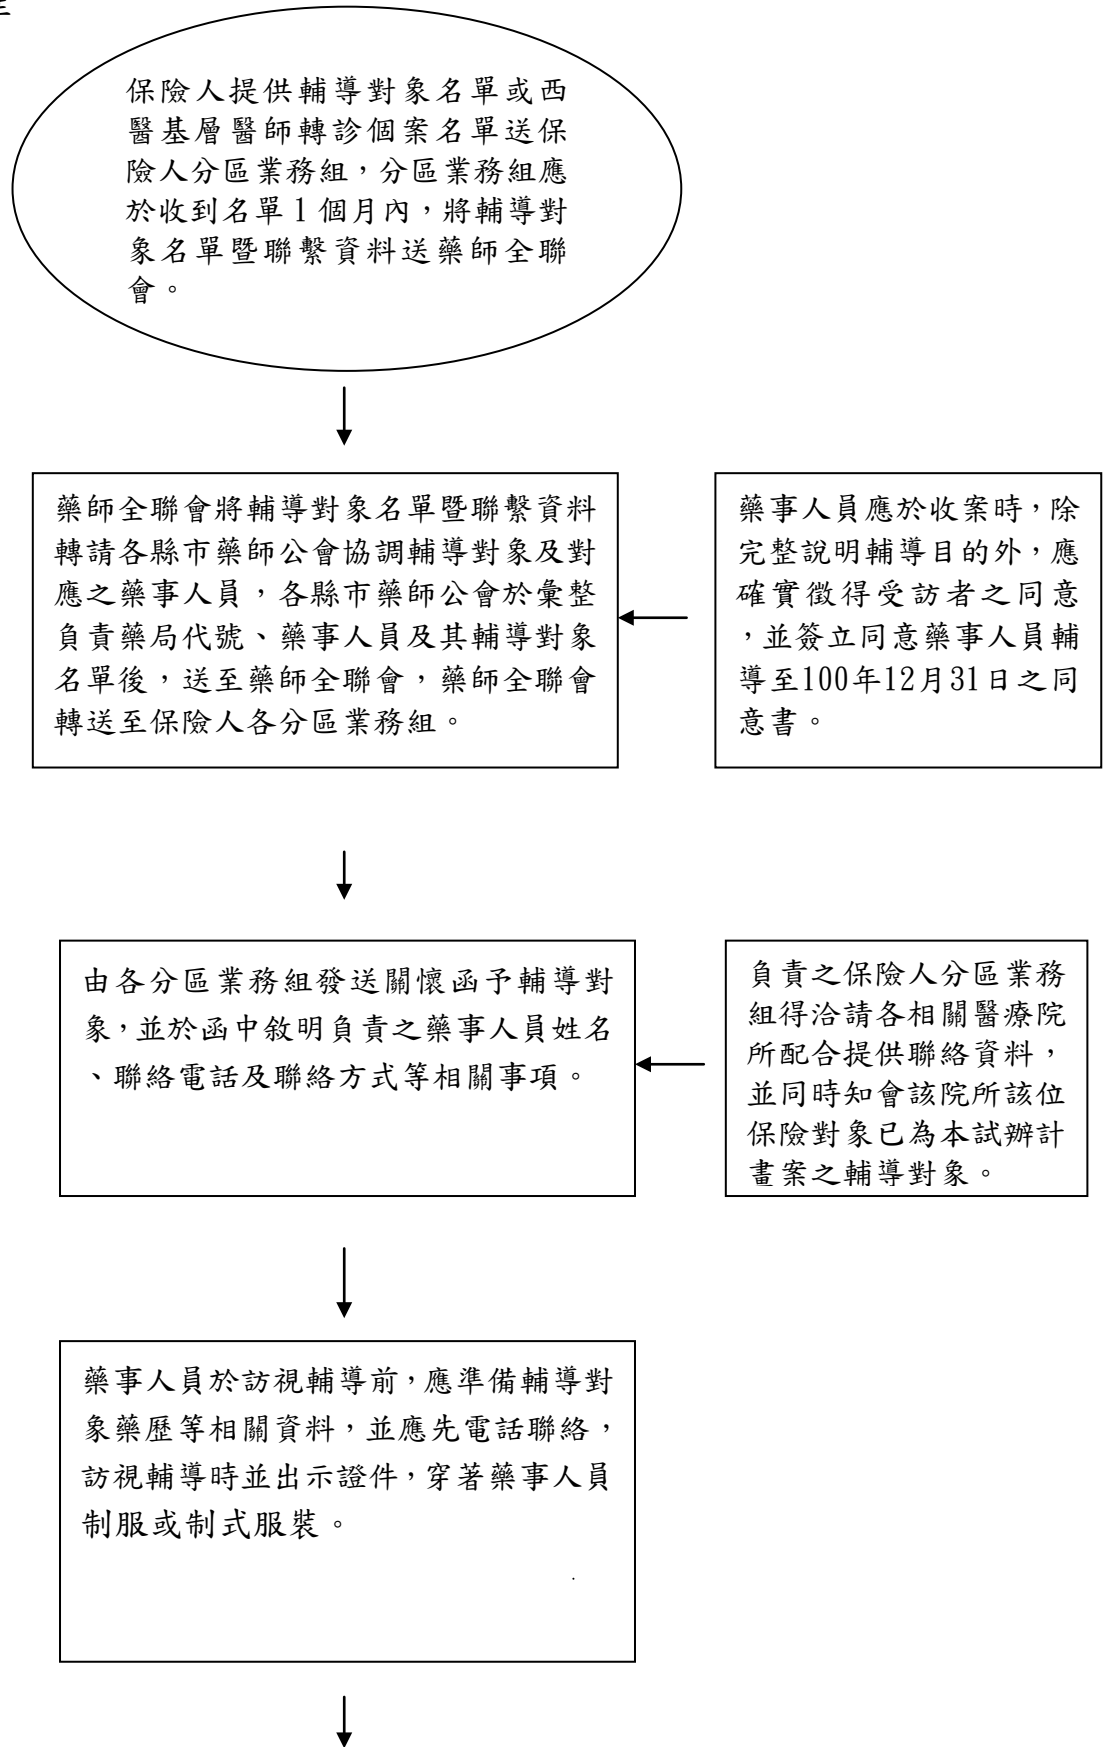 保險人提供輔導對象名單或西
醫基層醫師轉診個案名單送保
險人分區業務組，分區業務組應
於收到名單1個月內，將輔導對
象名單暨聯繫資料送藥師全聯
會。
藥師全聯會將輔導對象名單暨聯繫資料
轉請各縣市藥師公會協調輔導對象及對
應之藥事人員，各縣市藥師公會於彙整
負責藥局代號、藥事人員及其輔導對象
名單後，送至藥師全聯會，藥師全聯會
轉送至保險人各分區業務組。
藥事人員應於收案時，除
完整說明輔導目的外，應
確實徵得受訪者之同意
，並簽立同意藥事人員輔
導至100年12月31日之同
意書。
由各分區業務組發送關懷函予輔導對
象，並於函中敘明負責之藥事人員姓名
、聯絡電話及聯絡方式等相關事項。
負責之保險人分區業務
組得洽請各相關醫療院
所配合提供聯絡資料，
並同時知會該院所該位
保險對象已為本試辦計
畫案之輔導對象。
藥事人員於訪視輔導前，應準備輔導對
象藥歷等相關資料，並應先電話聯絡，
訪視輔導時並出示證件，穿著藥事人員
制服或制式服裝。